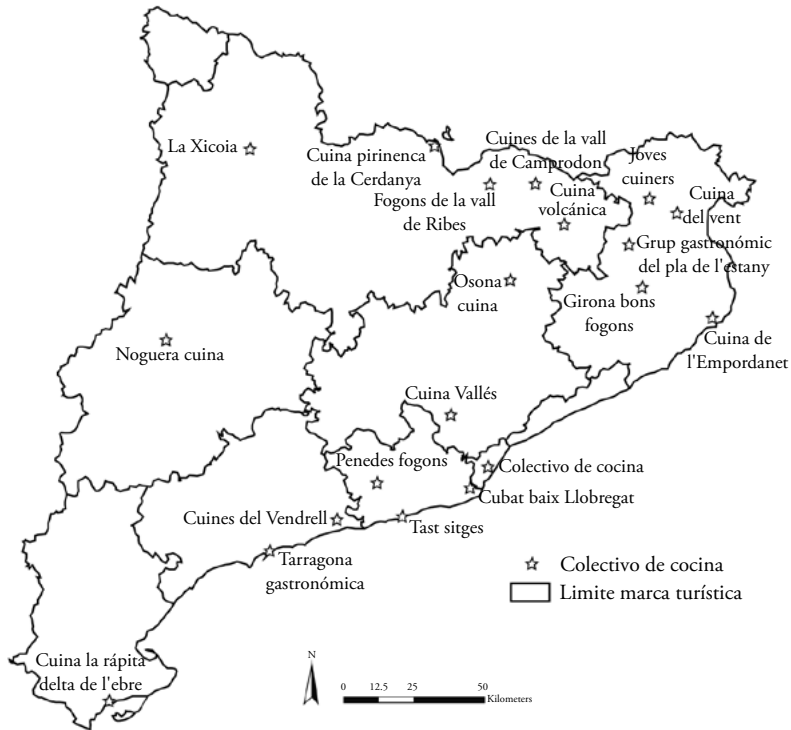 La Xicoia
Cuina pirinenca
de la Cerdanya
Cuines de la vall
de Camprodon
Fogons de la vall
de Ribes
Cuina
volcánica
Joves
cuiners
Cuina
del vent
Grup gastronómic
del pla de l'estany
Osona
cuina
Girona bons
fogons
Cuina de
l'Empordanet
Noguera cuina
Cuina Vallés
Penedes fogons
Colectivo de cocina
Cubat baix Llobregat
Cuines del Vendrell
Tast sitges
Tarragona
gastronómica
Colectivo de cocina
Limite marca turística
Cuina la rápita
delta de l'ebre
N
0 12.5 25 50
Kilometers